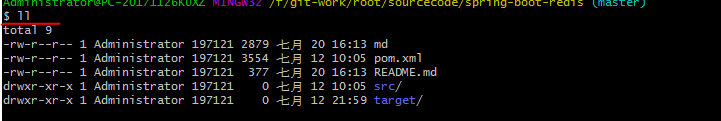 Administrator@PC-20171126KUXZ MINGW32 /f/git-work/root/sourcecode/spring-boot-redis (master)
$ ll
total 9
-rw-r--r-- 1 Administrator 197121 2879 七月 20 16:13 md
-rw-r--r-- 1 Administrator 197121 3554 七月 12 10:05 pom.xml
-rw-r--r-- 1 Administrator 197121  377 七月 20 16:13 README.md
drwxr-xr-x 1 Administrator 197121    0 七月 12 10:05 src/
drwxr-xr-x 1 Administrator 197121    0 七月 12 21:59 target/